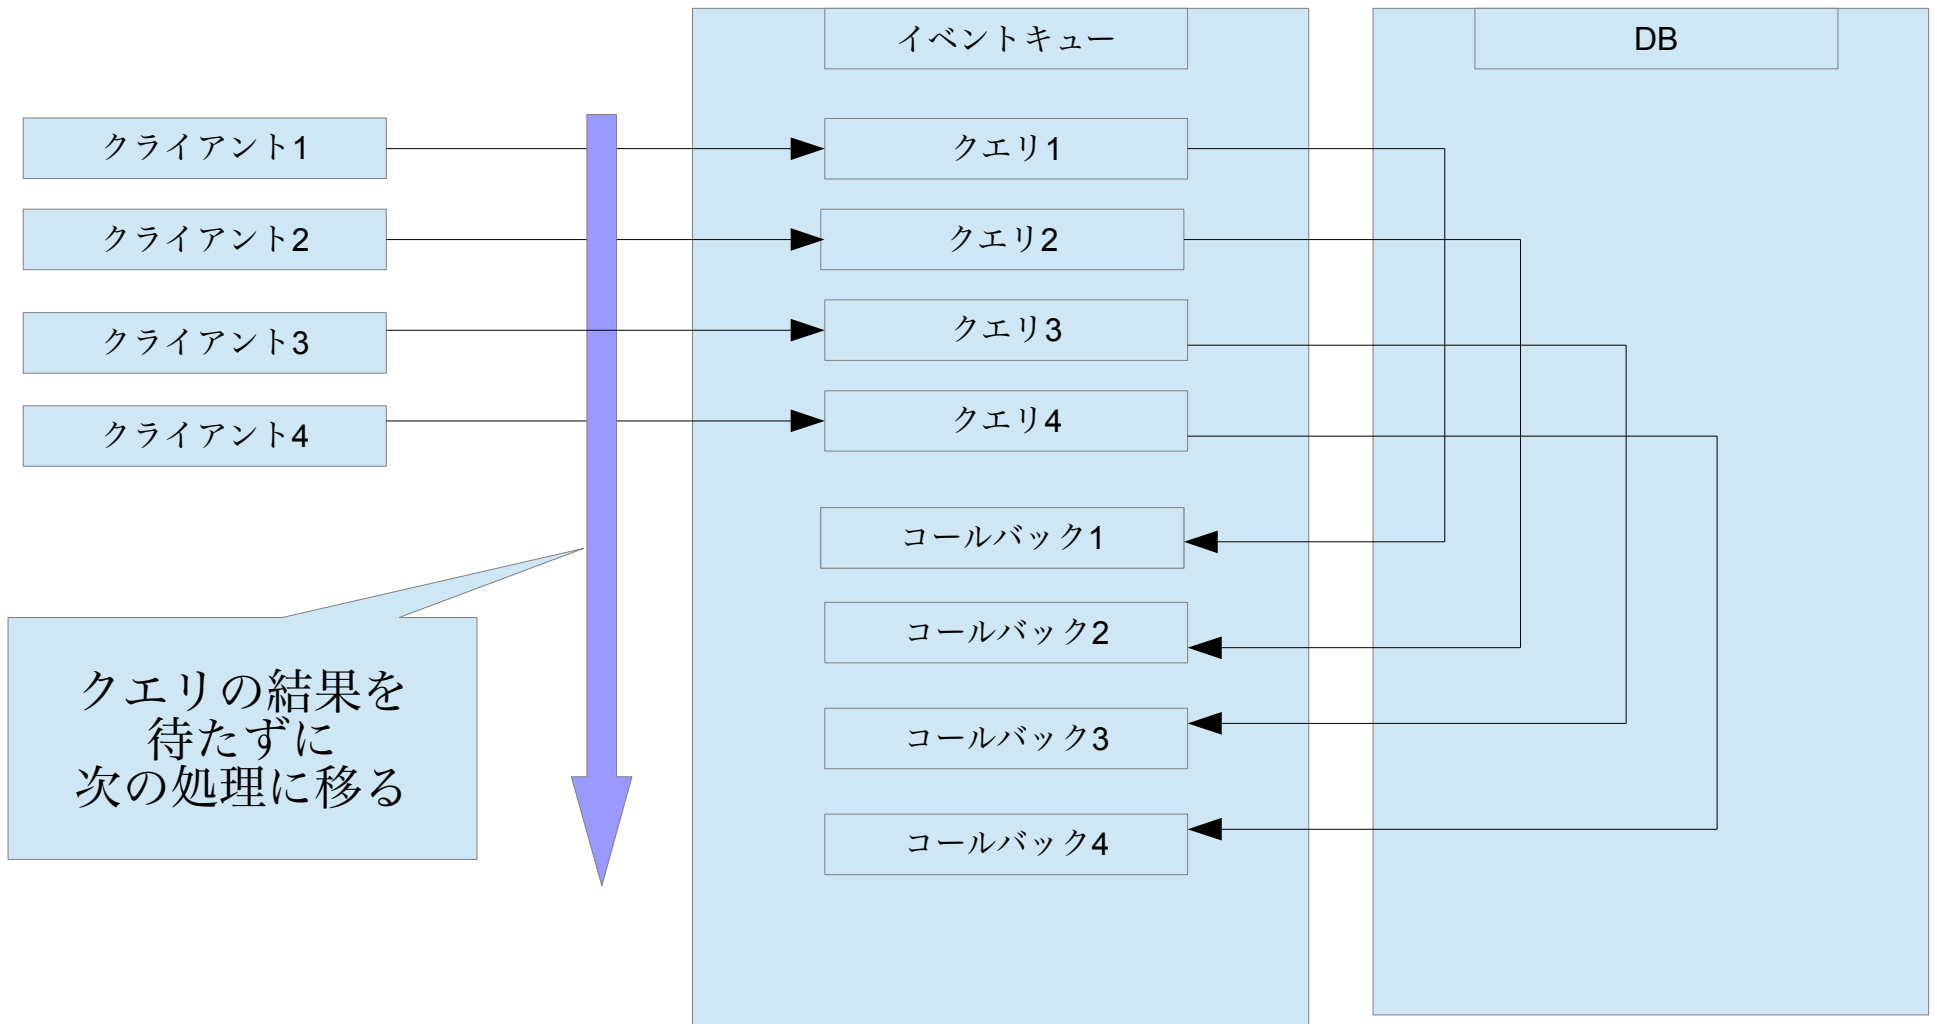 イベントキュー
DB
クライアント1
クエリ1
クライアント2
クエリ2
クライアント3
クエリ3
クライアント4
クエリ4
コールバック1
コールバック2
コールバック3
コールバック4
クエリの結果を
待たずに
次の処理に移る